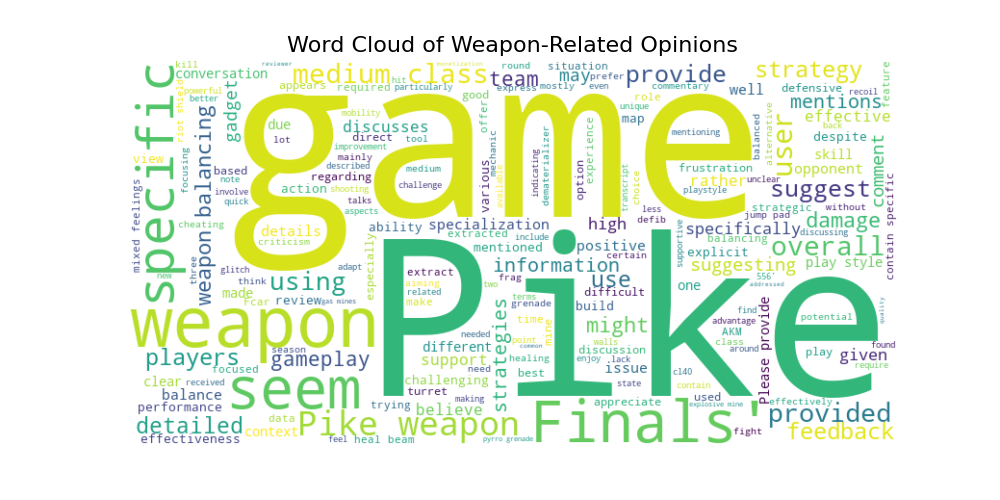 Word Cloud of Weapon-Related Opinions
game
Pike
weapon
Finals'
seem
specific
Pike weapon
medium class
overall
provided
provide
strategy
suggest
user
using
detailed
feedback
information
might
use
damage
players
gameplay
team
may
mentions
effective
weapon balancing
gadget
conversation
discusses
strategies
suggesting
specifically
comment
given
believe
support
challenging
different
specialization
ability
positive
high
rather
opponent
skill
well
map
despite
defensive
explicit
play style
balancing
strategic
frustration
playstyle
mentioning
role
unique
prefer
situation
round
express
mostly
even
commentary
offer
good
particularly
hit
required
appears
kill
reviewer
powerful
better
riot shield
view
focusing
mixed feelings
based
note
involve
quick
cheating
due
lot
action
details
criticism
direct
tool
mainly
regarding
improvement
described
shooting
talks
aspects
medium
challenge
mobility
mechanic
various
indicating
dematerializer
option
experience
transcript
choice
less
defib
certain
mentioned
extracted
include
especially
extract
aiming
related
make
frag
two
terms
difficult
build
grenade
one
issue
discussion
walls
mine
time
point
common
healing
enjoy
lack
best
needed
need
making
state
cl40
contain
used
appreciate
explosive mine
effectively
fight
Please provide
class
around
AKM
advantage
find
556
addressed
potential
play
found
require
quality
contain specific
discussing
without
jump pad
unclear
balanced
alternative
recoil
feature
back
supportive
new
three
glitch
think
adapt
made
review
Fcar
gas mines
season
focused
clear
received
balance
performance
effectiveness
context
data
feel
heal beam
trying
turret
pyrro grenade